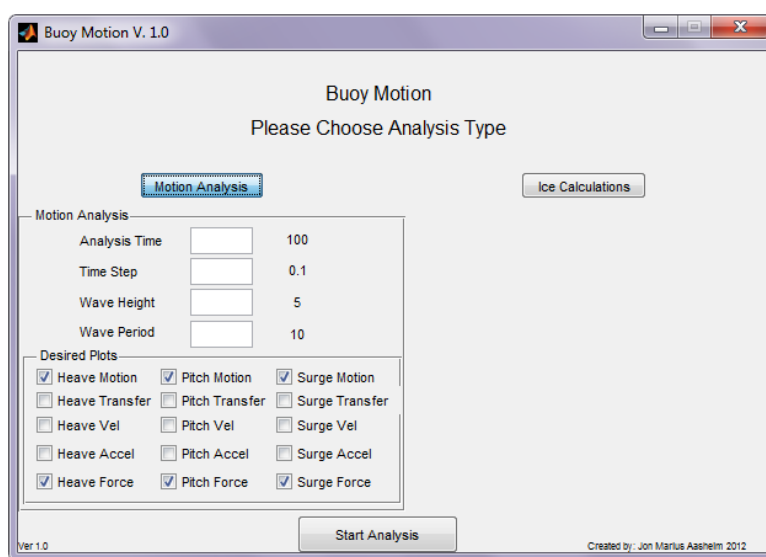 Buoy Motion V. 1.0
Buoy Motion
Please Choose Analysis Type
Motion Analysis
Ice Calculations
Motion Analysis
Analysis Time 100
Time Step 0.1
Wave Height 5
Wave Period 10
Desired Plots
Heave Motion Pitch Motion Surge Motion
Heave Transfer Pitch Transfer Surge Transfer
Heave Vel Pitch Vel Surge Vel
Heave Accel Pitch Accel Surge Accel
Heave Force Pitch Force Surge Force
Start Analysis
Ver 1.0
Created by: Jon Marius Aasheim 2012